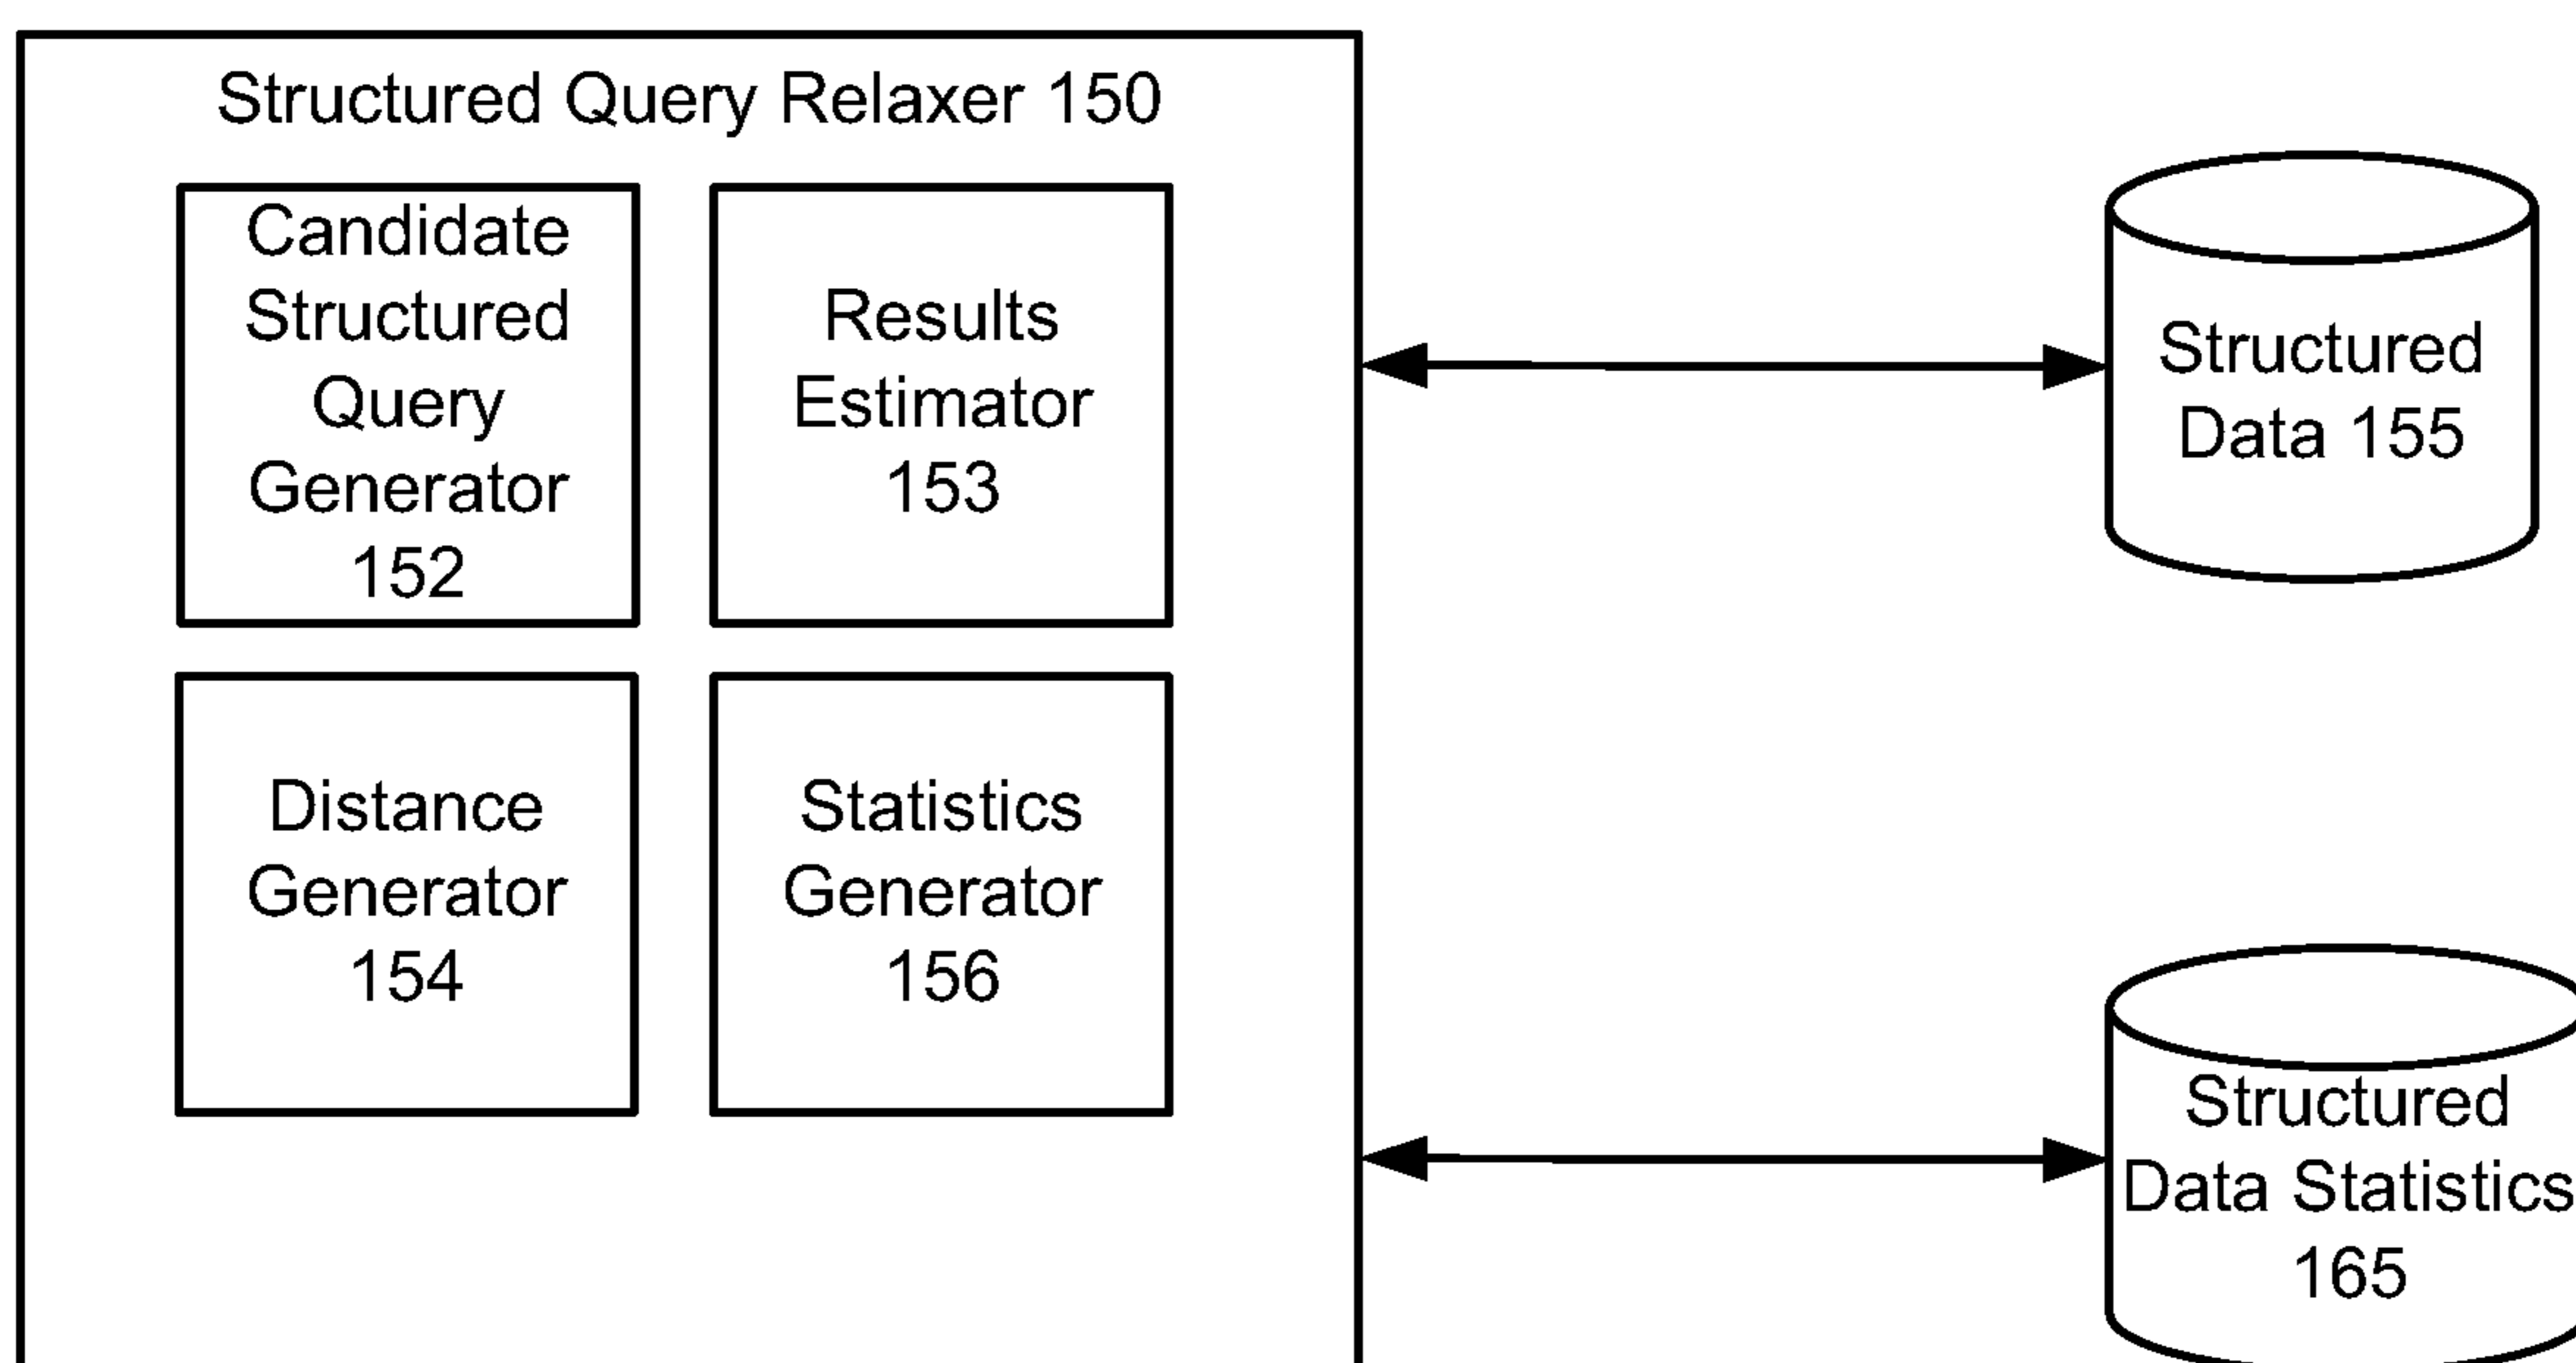 Structured Query Relaxer 150
Candidate
Structured
Query
Generator
152
Results
Estimator
153
Distance
Generator
154
Statistics
Generator
156
Structured
Data 155
Structured
Data Statistics
165